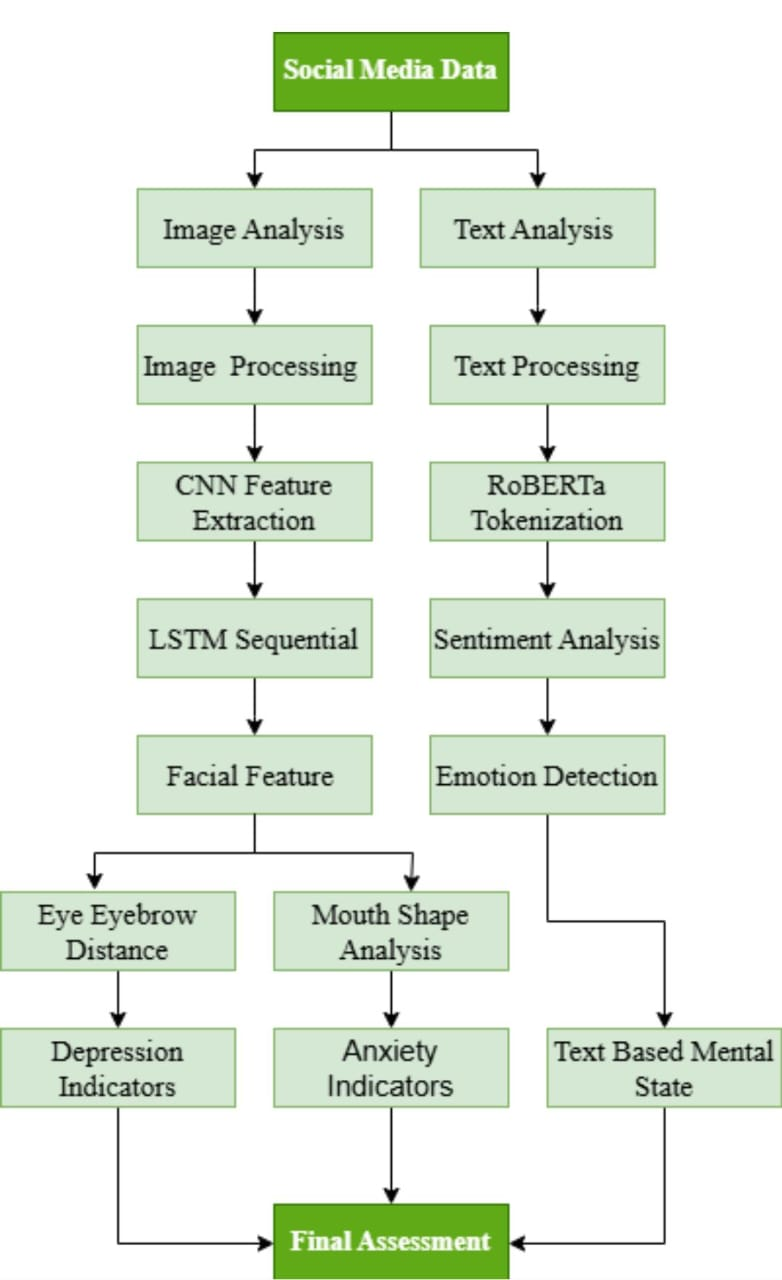 Social Media Data
Image Analysis
Text Analysis
Image  Processing
Text Processing
CNN Feature
Extraction
RoBERTa
Tokenization
LSTM Sequential
Sentiment Analysis
Facial Feature
Emotion Detection
Eye Eyebrow
Distance
Mouth Shape
Analysis
Depression
Indicators
Anxiety
Indicators
Text Based Mental
State
Final Assessment